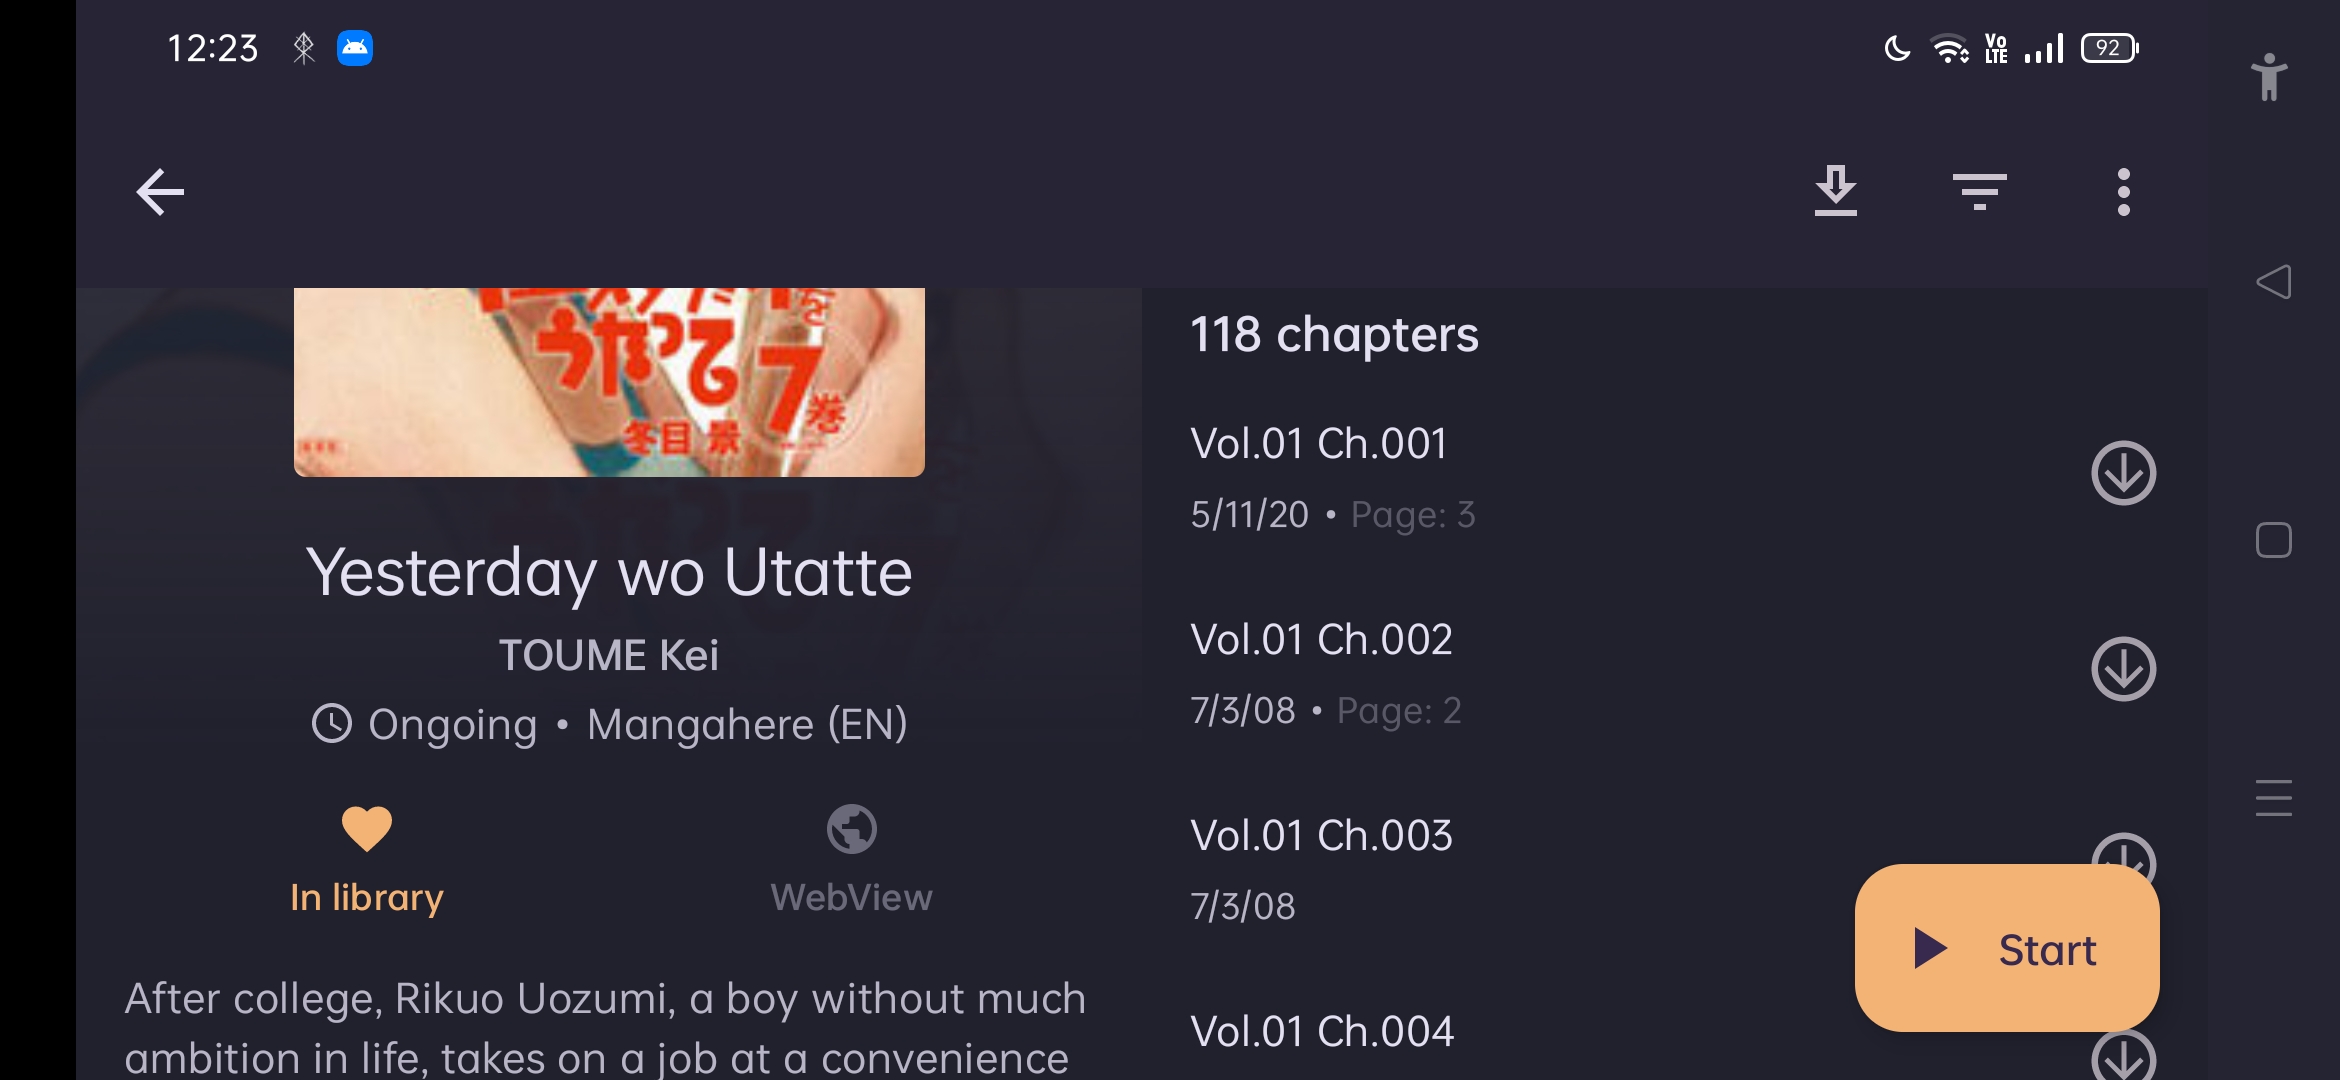 12:23
Vo
LTE
92
うたって
7巻
冬目 景
Yesterday wo Utatte
TOUME Kei
Ongoing • Mangahere (EN)
In library
WebView
After college, Rikuo Uozumi, a boy without much
ambition in life, takes on a job at a convenience
118 chapters
Vol.01 Ch.001
5/11/20 • Page: 3
Vol.01 Ch.002
7/3/08 • Page: 2
Vol.01 Ch.003
7/3/08
Vol.01 Ch.004
Start